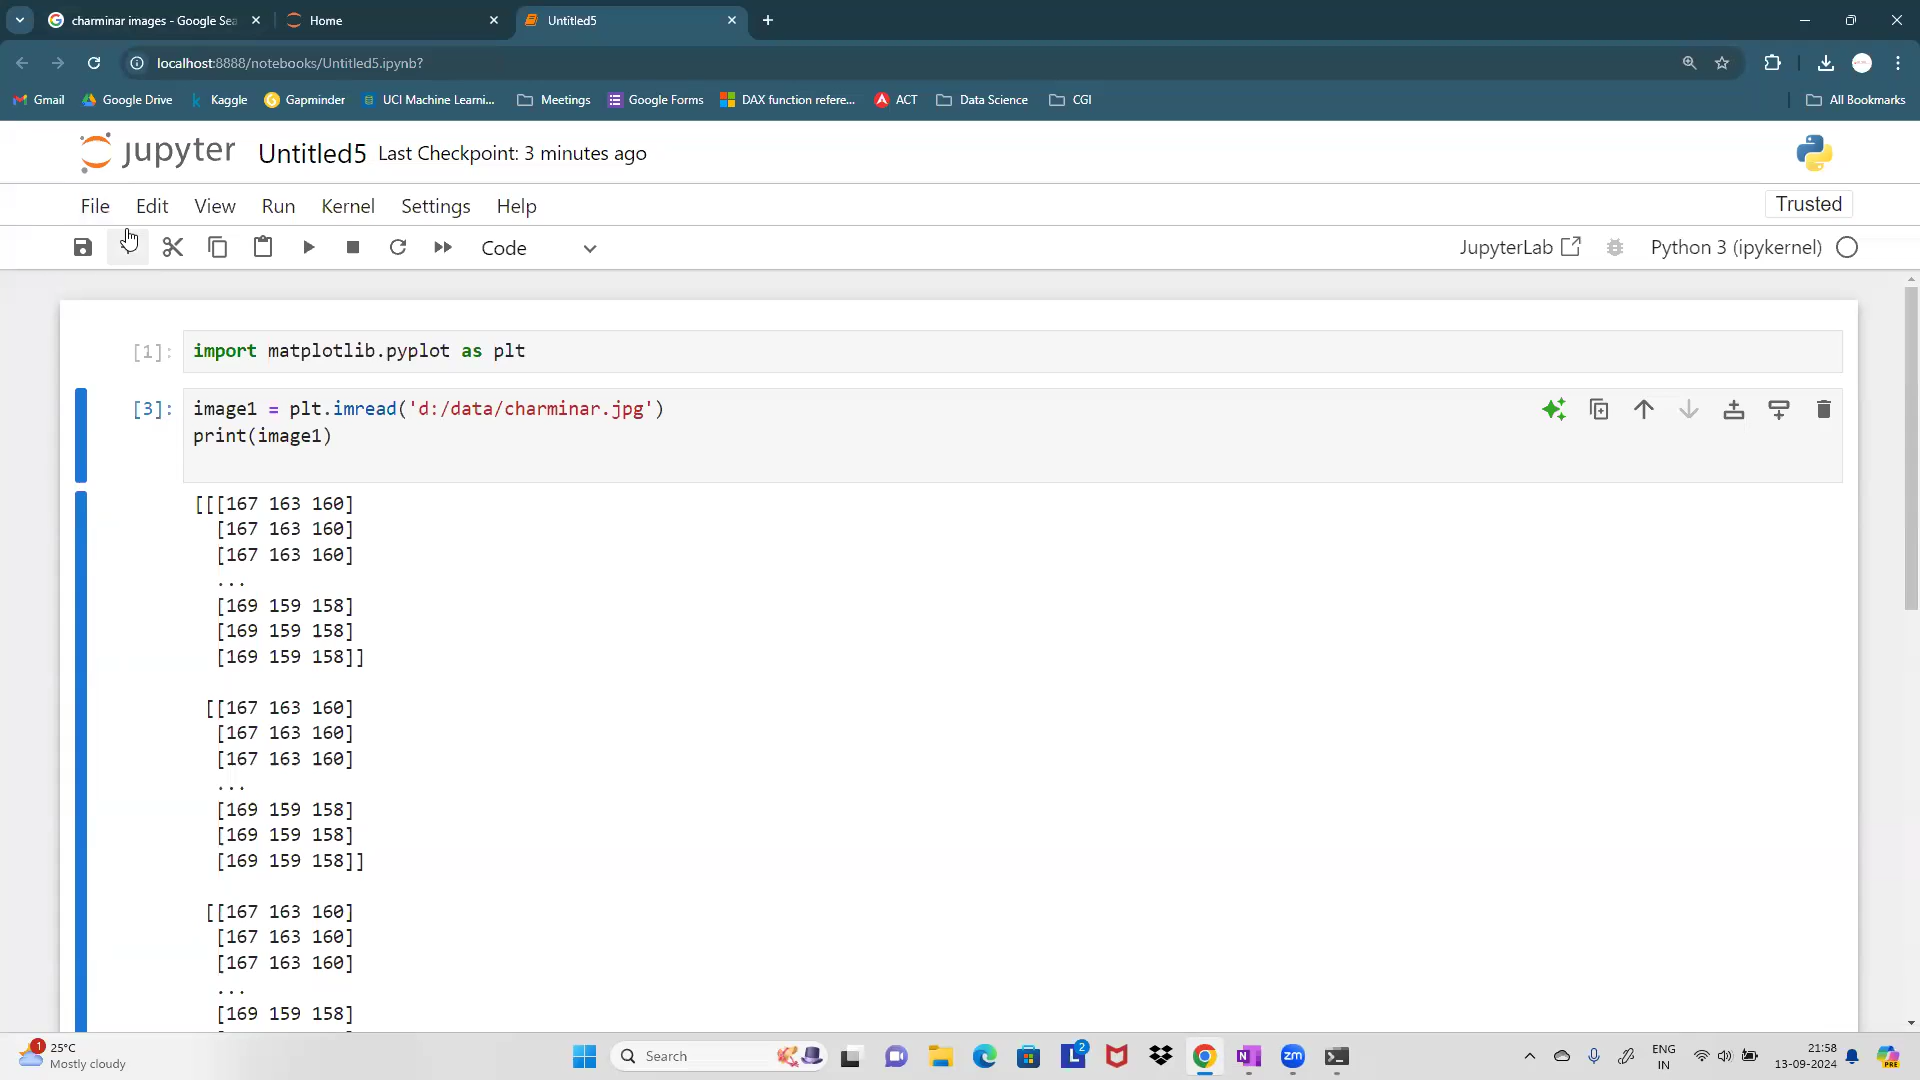 charminar images - Google Sea
Home
Untitled5
localhost:8888/notebooks/Untitled5.ipynb?
Gmail
Google Drive
Kaggle
Gapminder
UCI Machine Learni...
Meetings
Google Forms
DAX function refere...
ACT
Data Science
CGI
All Bookmarks
jupyter
Untitled5
Last Checkpoint: 3 minutes ago
File
Edit
View
Run
Kernel
Settings
Help
Trusted
Code
JupyterLab
Python 3 (ipykernel)
[1]:
import matplotlib.pyplot as plt
[3]:
image1 = plt.imread('d:/data/charminar.jpg')
print(image1)
[[[167 163 160]
[167 163 160]
[167 163 160]
...
[169 159 158]
[169 159 158]
[169 159 158]]
[[167 163 160]
[167 163 160]
[167 163 160]
...
[169 159 158]
[169 159 158]
[169 159 158]]
[[167 163 160]
[167 163 160]
[167 163 160]
...
[169 159 158]
1
25°C
Mostly cloudy
Search
L
2
N
zm
ENG
IN
21:58
13-09-2024
PRE